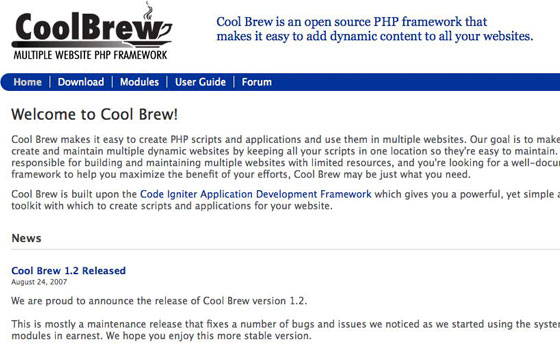 CoolBrew
MULTIPLE WEBSITE PHP FRAMEWORK
Cool Brew is an open source PHP framework that
makes it easy to add dynamic content to all your websites.
Home | Download | Modules | User Guide | Forum
Welcome to Cool Brew!
Cool Brew makes it easy to create PHP scripts and applications and use them in multiple websites. Our goal is to make
create and maintain multiple dynamic websites by keeping all your scripts in one location so they're easy to maintain.
responsible for building and maintaining multiple websites with limited resources, and you're looking for a well-docu
framework to help you maximize the benefit of your efforts, Cool Brew may be just what you need.
Cool Brew is built upon the Code Igniter Application Development Framework which gives you a powerful, yet simple a
toolkit with which to create scripts and applications for your website.
News
Cool Brew 1.2 Released
August 24, 2007
We are proud to announce the release of Cool Brew version 1.2.
This is mostly a maintenance release that fixes a number of bugs and issues we noticed as we started using the syste
modules in earnest. We hope you enjoy this more stable version.